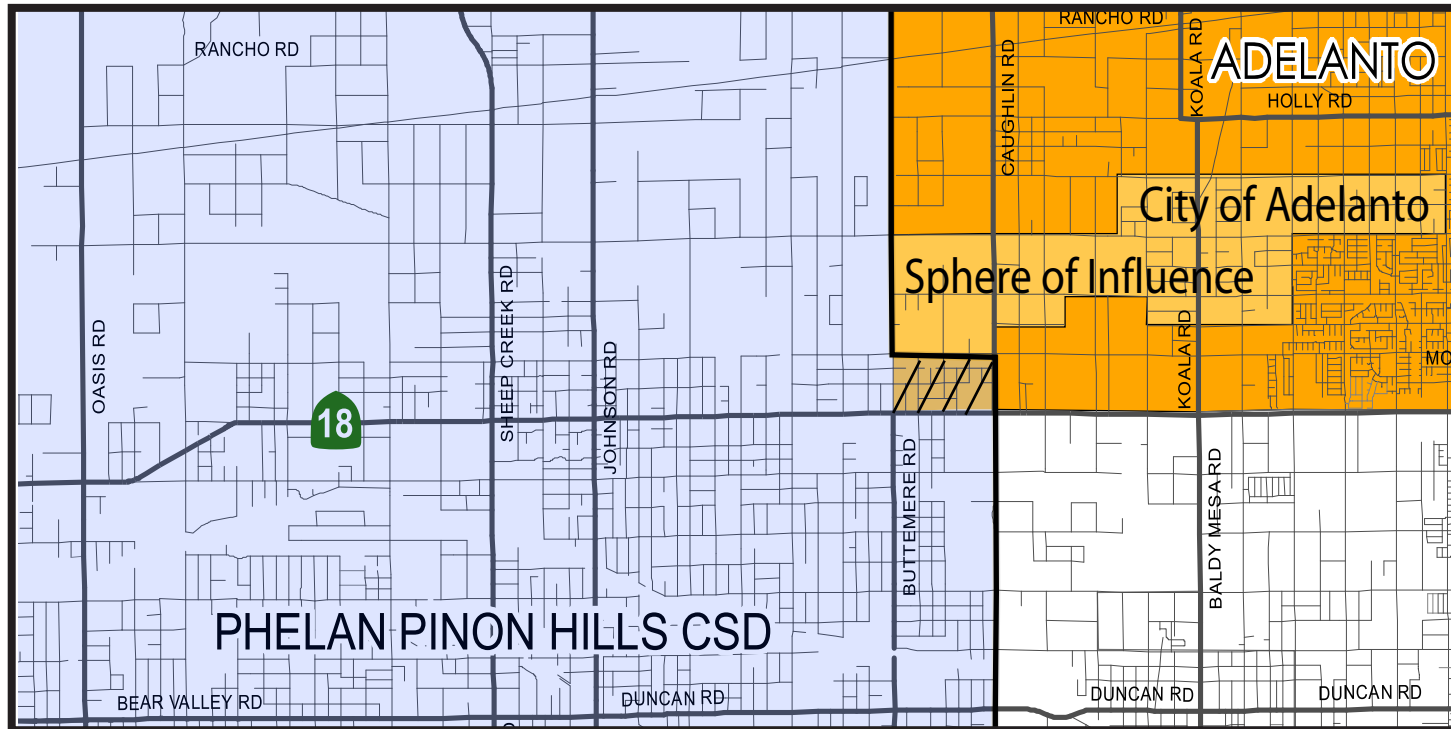 RANCHO RD
RANCHO RD
KOALA RD
ADELANTO
HOLLY RD
CAUGHLIN RD
City of Adelanto
Sphere of Influence
OASIS RD
SHEEP CREEK RD
JOHNSON RD
KOALA RD
MO
18
BUTTEMERE RD
BALDY MESA RD
PHELAN PINON HILLS CSD
BEAR VALLEY RD
DUNCAN RD
DUNCAN RD
DUNCAN RD